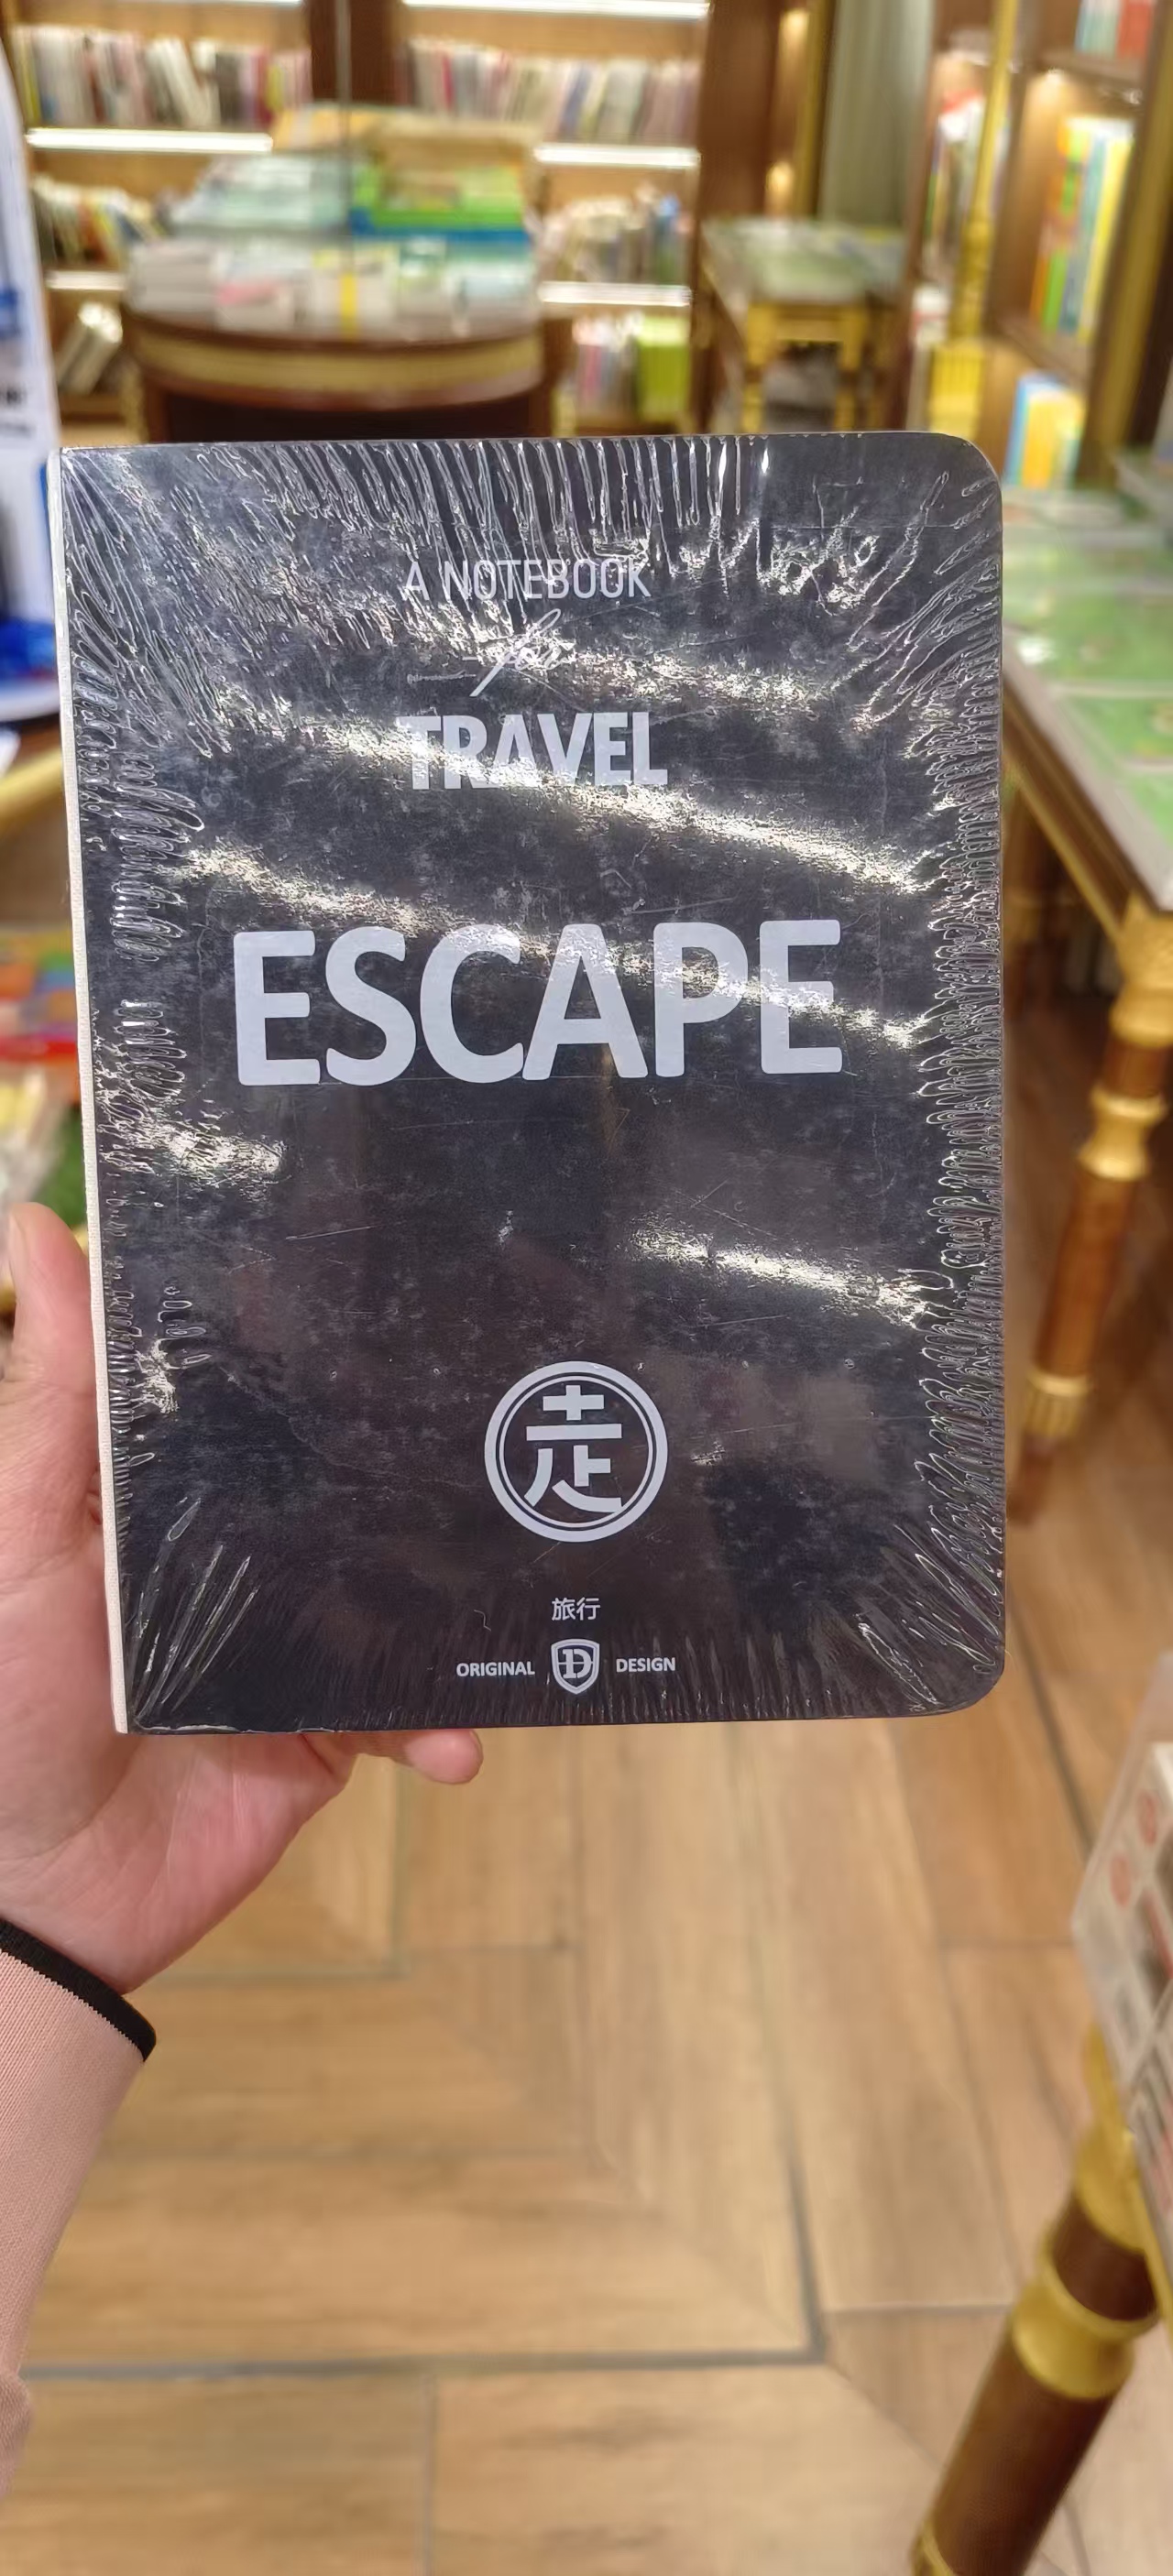 A NOTEBOOK
for
TRAVEL
ESCAPE
走
旅行
ORIGINAL D DESIGN